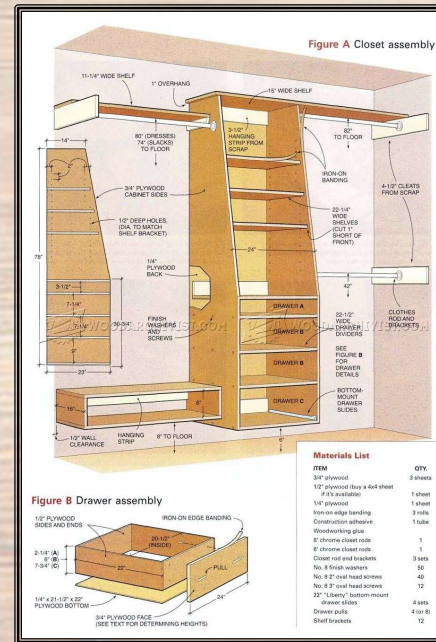 Figure A Closet assembly
11-1/4" WIDE SHELF
1" OVERHANG
15" WIDE SHELF
80" (DRESSES)
74" (SLACKS)
TO FLOOR
3-1/2"
HANGING
STRIP FROM
SCRAP
82"
TO FLOOR
IRON-ON
BANDING
4-1/2" CLEATS
FROM SCRAP
14"
2"
3/4" PLYWOOD
CABINET SIDES
1/2" DEEP HOLES,
(DIA. TO MATCH
SHELF BRACKET)
22-1/4"
WIDE
SHELVES
(CUT 1"
SHORT OF
FRONT)
78"
24"
1/4"
PLYWOOD
BACK
42"
3-1/2"
7-1/4"
7-1/4"
9"
30-3/4"
23"
FINISH
WASHERS
AND
SCREWS
DRAWER A
DRAWER B
DRAWER B
DRAWER C
22-1/2"
WIDE
DRAWER
DIVIDERS
CLOTHES
ROD AND
BRACKETS
WOODARCHIVIST.COM
WOODARCHIVIST.COM
SEE
FIGURE B
FOR
DRAWER
DETAILS
BOTTOM-
MOUNT
DRAWER
SLIDES
16"
8"
1/2" WALL
CLEARANCE
HANGING
STRIP
8" TO FLOOR
6"
Figure B Drawer assembly
1/2" PLYWOOD
SIDES AND ENDS
IRON-ON EDGE BANDING
20-1/2"
(INSIDE)
2-1/4" (A)
6" (B)
7-3/4" (C)
22"
PULL
24"
1/4" x 21-1/2" x 22"
PLYWOOD BOTTOM
3/4" PLYWOOD FACE
(SEE TEXT FOR DETERMINING HEIGHTS)
Materials List
ITEM QTY.
3/4" plywood 3 sheets
1/2" plywood (buy a 4x4 sheet
if it's available) 1 sheet
1/4" plywood 1 sheet
Iron-on edge banding 3 rolls
Construction adhesive 1 tube
Woodworking glue
6' chrome closet rods 1
8' chrome closet rods 1
Closet rod end brackets 3 sets
No. 8 finish washers 50
No. 8 2" oval head screws 40
No. 8 3" oval head screws 12
22" "Liberty" bottom-mount
drawer slides 4 sets
Drawer pulls 4 (or 8)
Shelf brackets 12